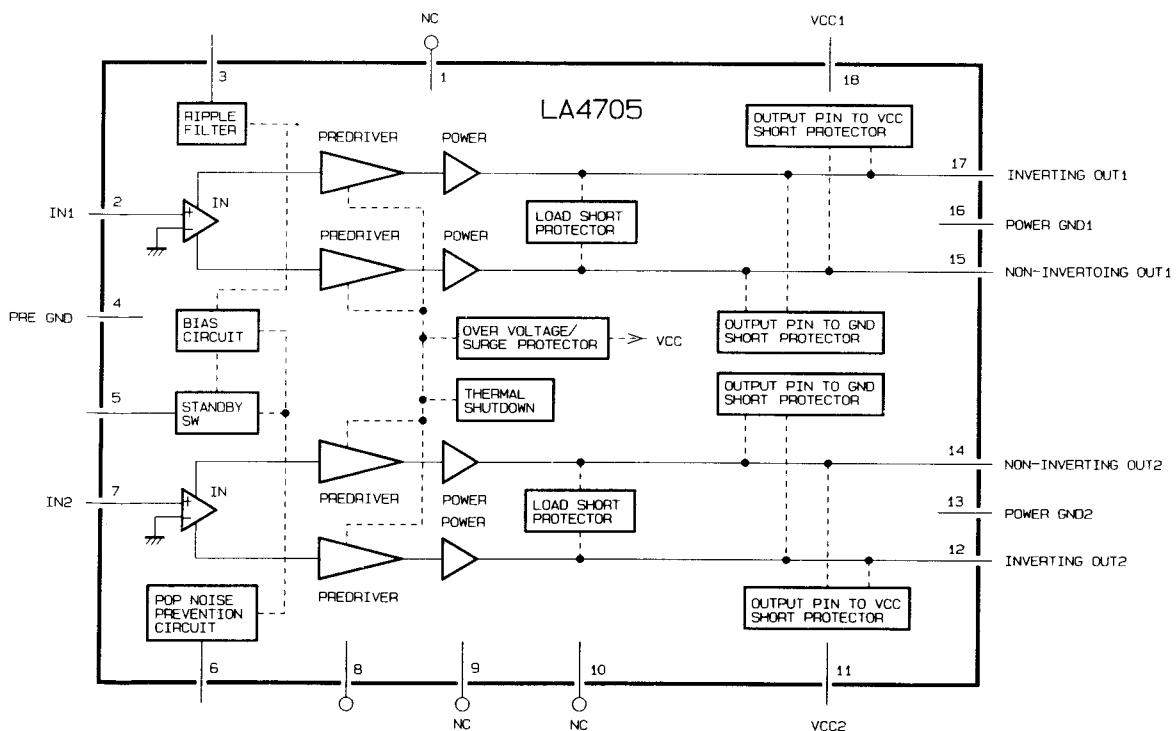 NC
VCC1
3
1
18
LA4705
RIPPLE
FILTER
OUTPUT PIN TO VCC
SHORT PROTECTOR
PREDRIVER
POWER
17
INVERTING OUT1
2
IN1
+
-
IN
LOAD SHORT
PROTECTOR
16
POWER GND1
PREDRIVER
POWER
15
NON-INVERTOING OUT1
4
PRE GND
BIAS
CIRCUIT
OVER VOLTAGE/
SURGE PROTECTOR
VCC
OUTPUT PIN TO GND
SHORT PROTECTOR
5
STANDBY
SW
THERMAL
SHUTDOWN
OUTPUT PIN TO GND
SHORT PROTECTOR
14
NON-INVERTING OUT2
7
IN2
+
-
IN
PREDRIVER
POWER
LOAD SHORT
PROTECTOR
13
POWER GND2
POWER
12
INVERTING OUT2
PREDRIVER
POP NOISE
PREVENTION
CIRCUIT
OUTPUT PIN TO VCC
SHORT PROTECTOR
6
8
9
10
11
NC
NC
VCC2